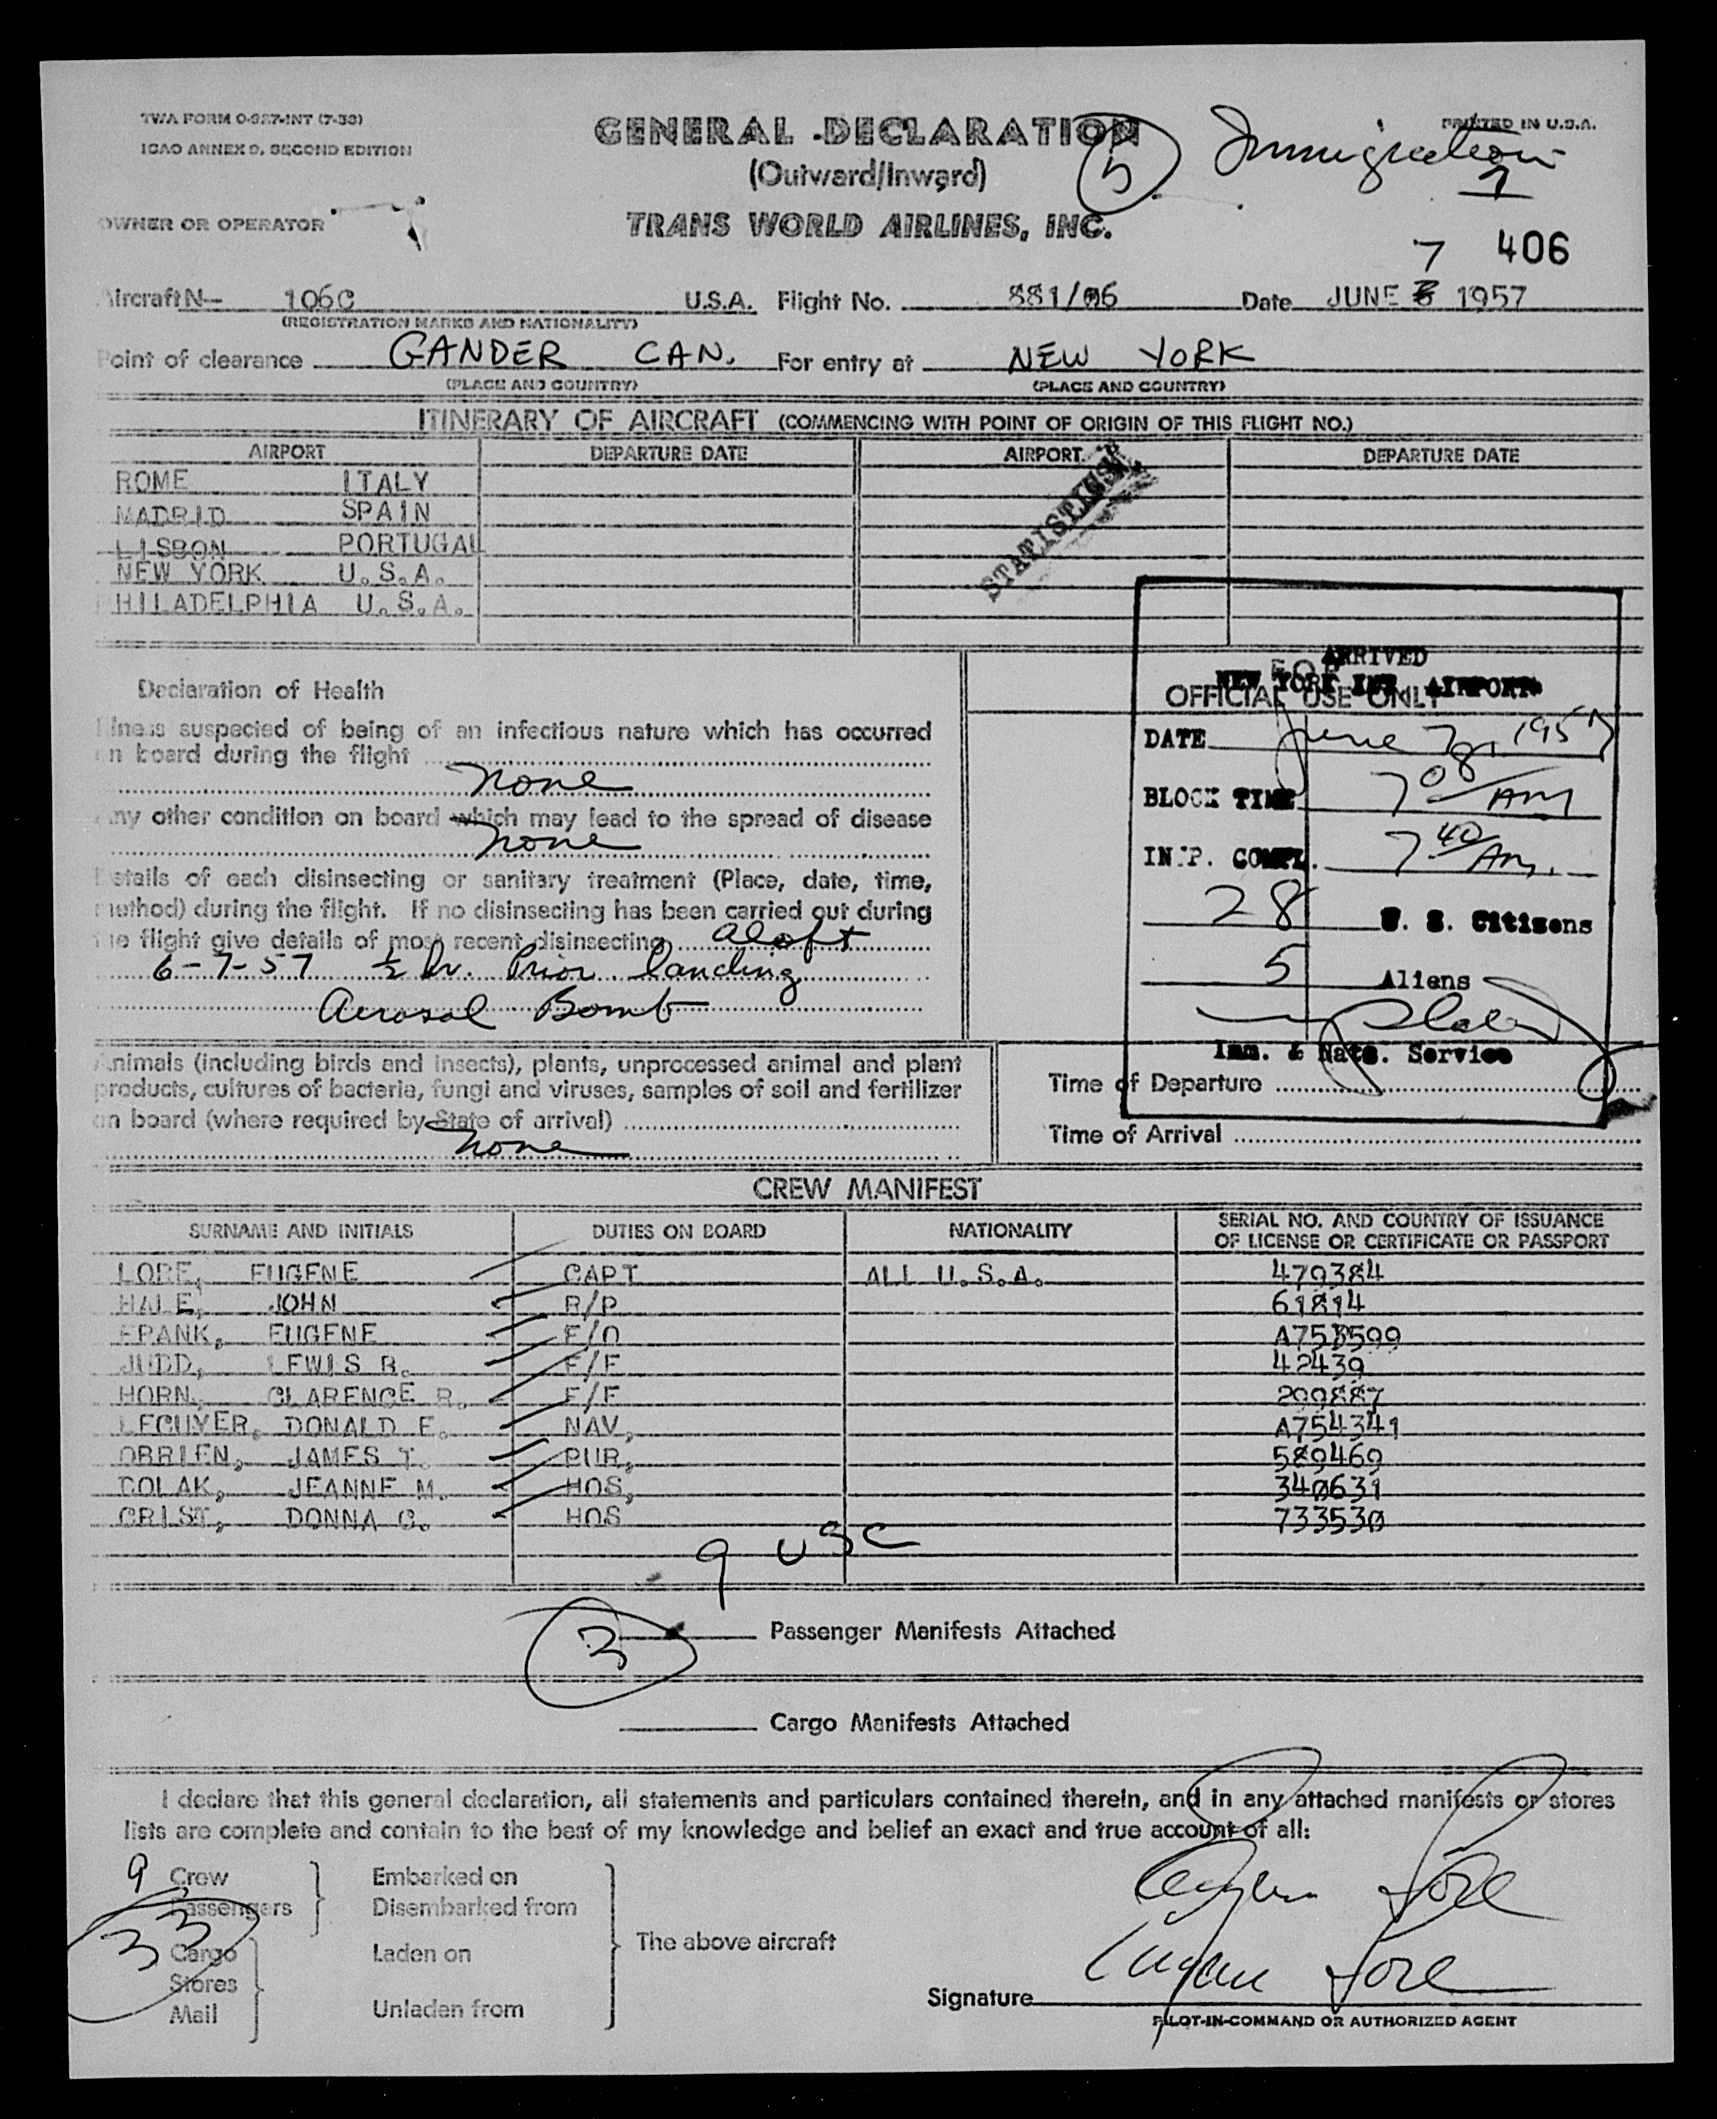 TWA FORM O-927-INT (7-53)
ICAO ANNEX 9, SECOND EDITION
GENERAL DECLARATION
(Outward/Inward)
5
Immigration
1
PRINTED IN U.S.A.
OWNER OR OPERATOR
TRANS WORLD AIRLINES, INC.
406
7
Aircraft N- 106C U.S.A. Flight No. 881/06 Date JUNE 6 1957
(REGISTRATION MARKS AND NATIONALITY)
Point of clearance GANDER CAN. For entry at NEW YORK
(PLACE AND COUNTRY) (PLACE AND COUNTRY)
ITINERARY OF AIRCRAFT (COMMENCING WITH POINT OF ORIGIN OF THIS FLIGHT NO.)
AIRPORT DEPARTURE DATE AIRPORT DEPARTURE DATE
ROME ITALY
MADRID SPAIN
LISBON PORTUGAL
NEW YORK U.S.A.
PHILADELPHIA U.S.A.
Declaration of Health
Illness suspected of being of an infectious nature which has occurred
on board during the flight
none
Any other condition on board which may lead to the spread of disease
none
Details of each disinsecting or sanitary treatment (Place, date, time,
method) during the flight. If no disinsecting has been carried out during
the flight give details of most recent disinsecting aloft
6-7-57 ½ hr. Prior landing
Aerosol Bomb
FOR
OFFICIAL USE ONLY
ARRIVED
NEW YORK INT. AIRPORT
DATE June 7, 1957
BLOCK TIME 7 08 AM
INSP. COMPL. 7 40 AM.
28 U. S. Citizens
5 Aliens
Imm. & Natz. Service
Animals (including birds and insects), plants, unprocessed animal and plant
products, cultures of bacteria, fungi and viruses, samples of soil and fertilizer
on board (where required by State of arrival)
none
Time of Departure
Time of Arrival
CREW MANIFEST
SURNAME AND INITIALS DUTIES ON BOARD NATIONALITY SERIAL NO. AND COUNTRY OF ISSUANCE
OF LICENSE OR CERTIFICATE OR PASSPORT
LORE, EUGENE CAPT ALL U.S.A. 479384
HALE, JOHN R/P 61814
FRANK, EUGENE F/O A753599
JUDD, LEWIS B. F/E 42439
HORN, CLARENCE R. F/E 299887
LECUYER, DONALD E. NAV, A754341
OBRIEN, JAMES T. PUR, 589469
DOLAK, JEANNE M. HOS, 340631
CRIST, DONNA G. HOS 733530
9 USC
3 Passenger Manifests Attached
Cargo Manifests Attached
I declare that this general declaration, all statements and particulars contained therein, and in any attached manifests or stores
lists are complete and contain to the best of my knowledge and belief an exact and true account of all:
9 Crew
33 Passengers
Embarked on
Disembarked from
Cargo
Stores
Mail
Laden on
Unladen from
The above aircraft
Eugene Lore
Signature Eugene Lore
PILOT-IN-COMMAND OR AUTHORIZED AGENT